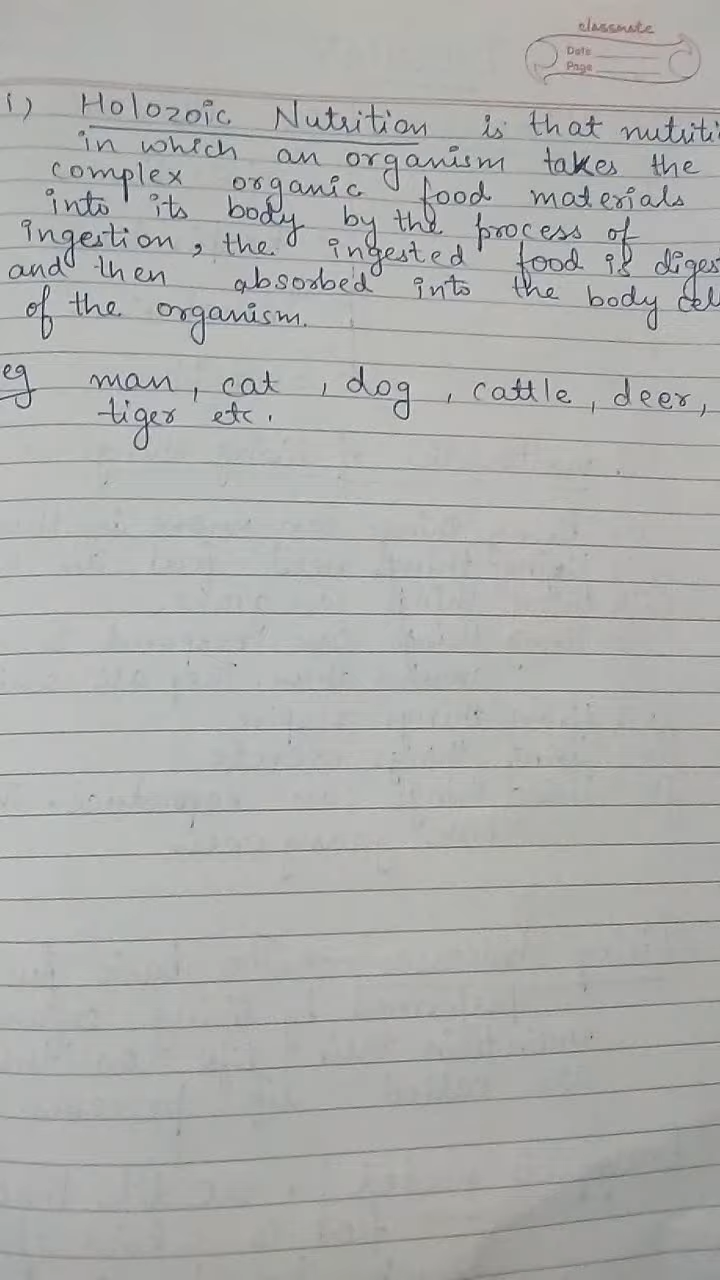 classmate
Date
Page
i) Holozoic Nutrition is that nutriti
in which an organism takes the
complex organic food materials
into its body by the process of
ingestion, the ingested food is diges
and then absorbed into the body cel
of the organism.
eg man, cat, dog, cattle, deer,
tiger etc.